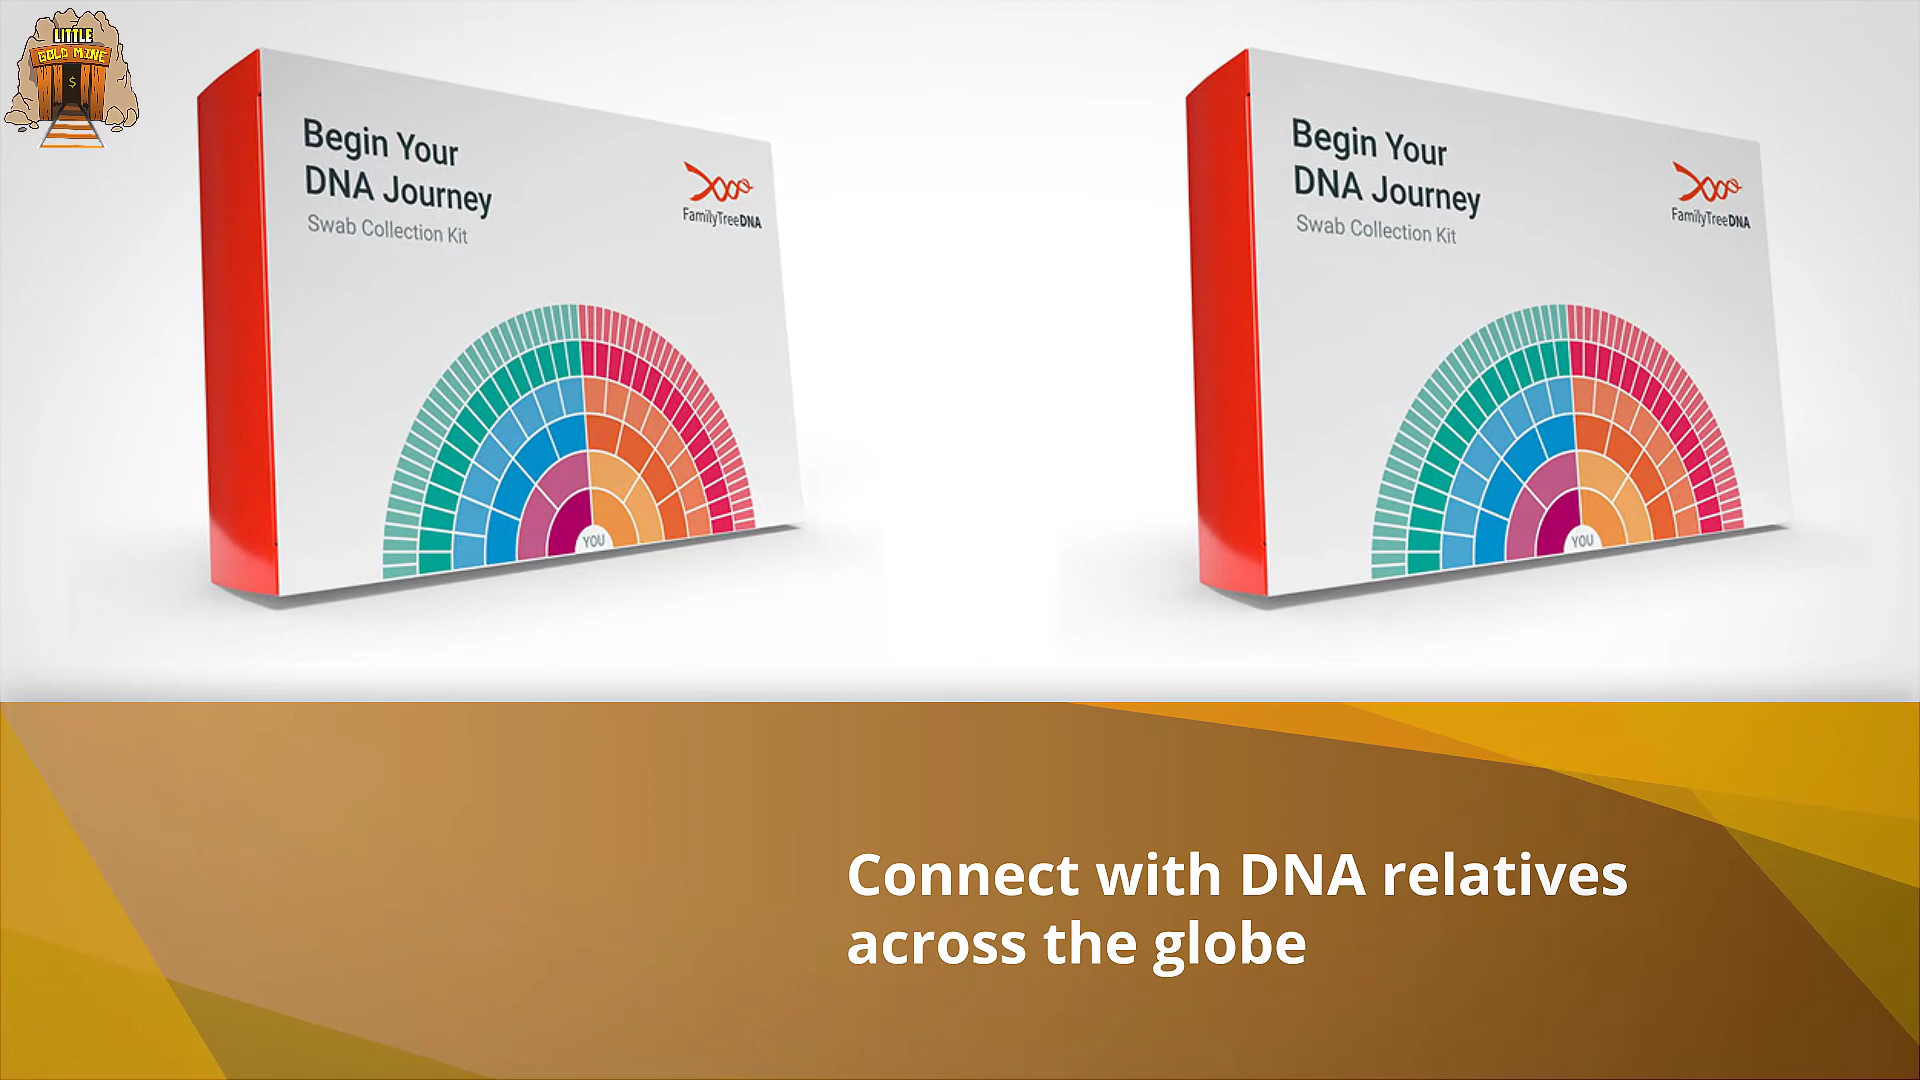 LITTLE
GOLD MINE
$
Begin Your
DNA Journey
Swab Collection Kit
FamilyTreeDNA
YOU
Begin Your
DNA Journey
Swab Collection Kit
FamilyTreeDNA
YOU
Connect with DNA relatives
across the globe